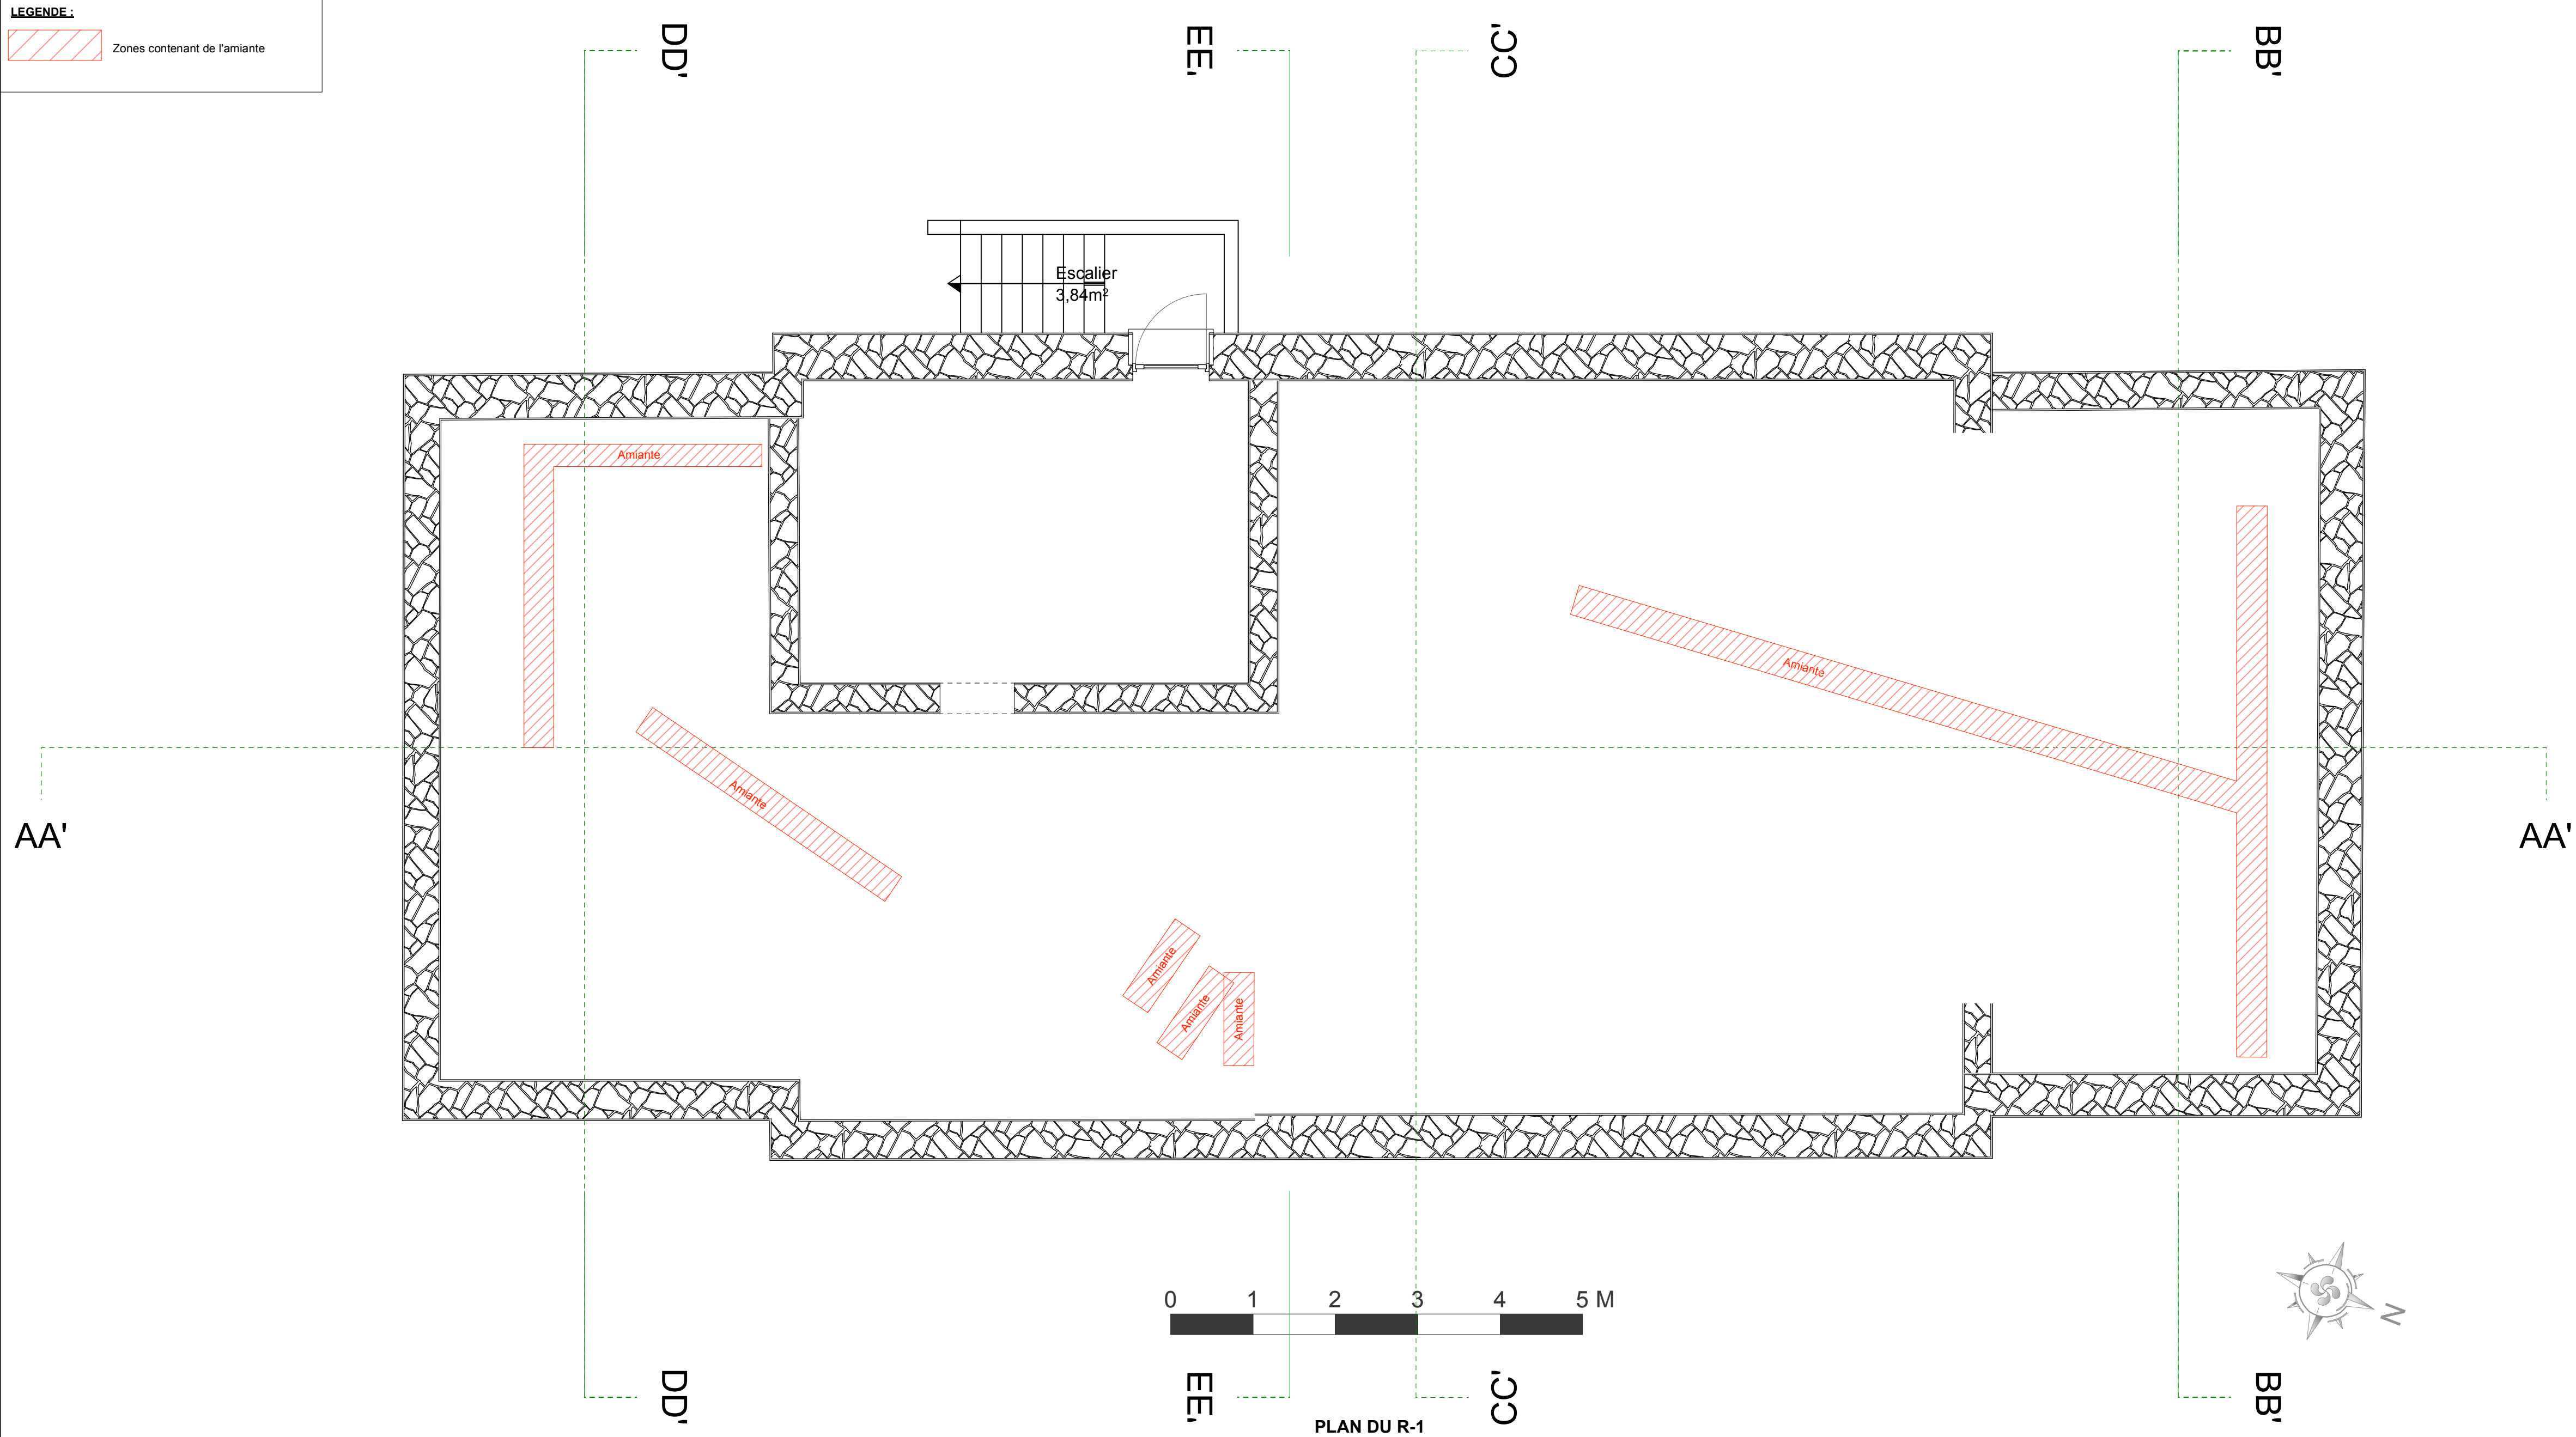 LEGENDE :
Zones contenant de l'amiante
DD'
EE'
CC'
BB'
Escalier
3,84m²
Amiante
Amiante
Amiante
AA'
AA'
Amiante
Amiante
Amiante
0 1 2 3 4 5 M
N
DD'
EE'
CC'
BB'
PLAN DU R-1